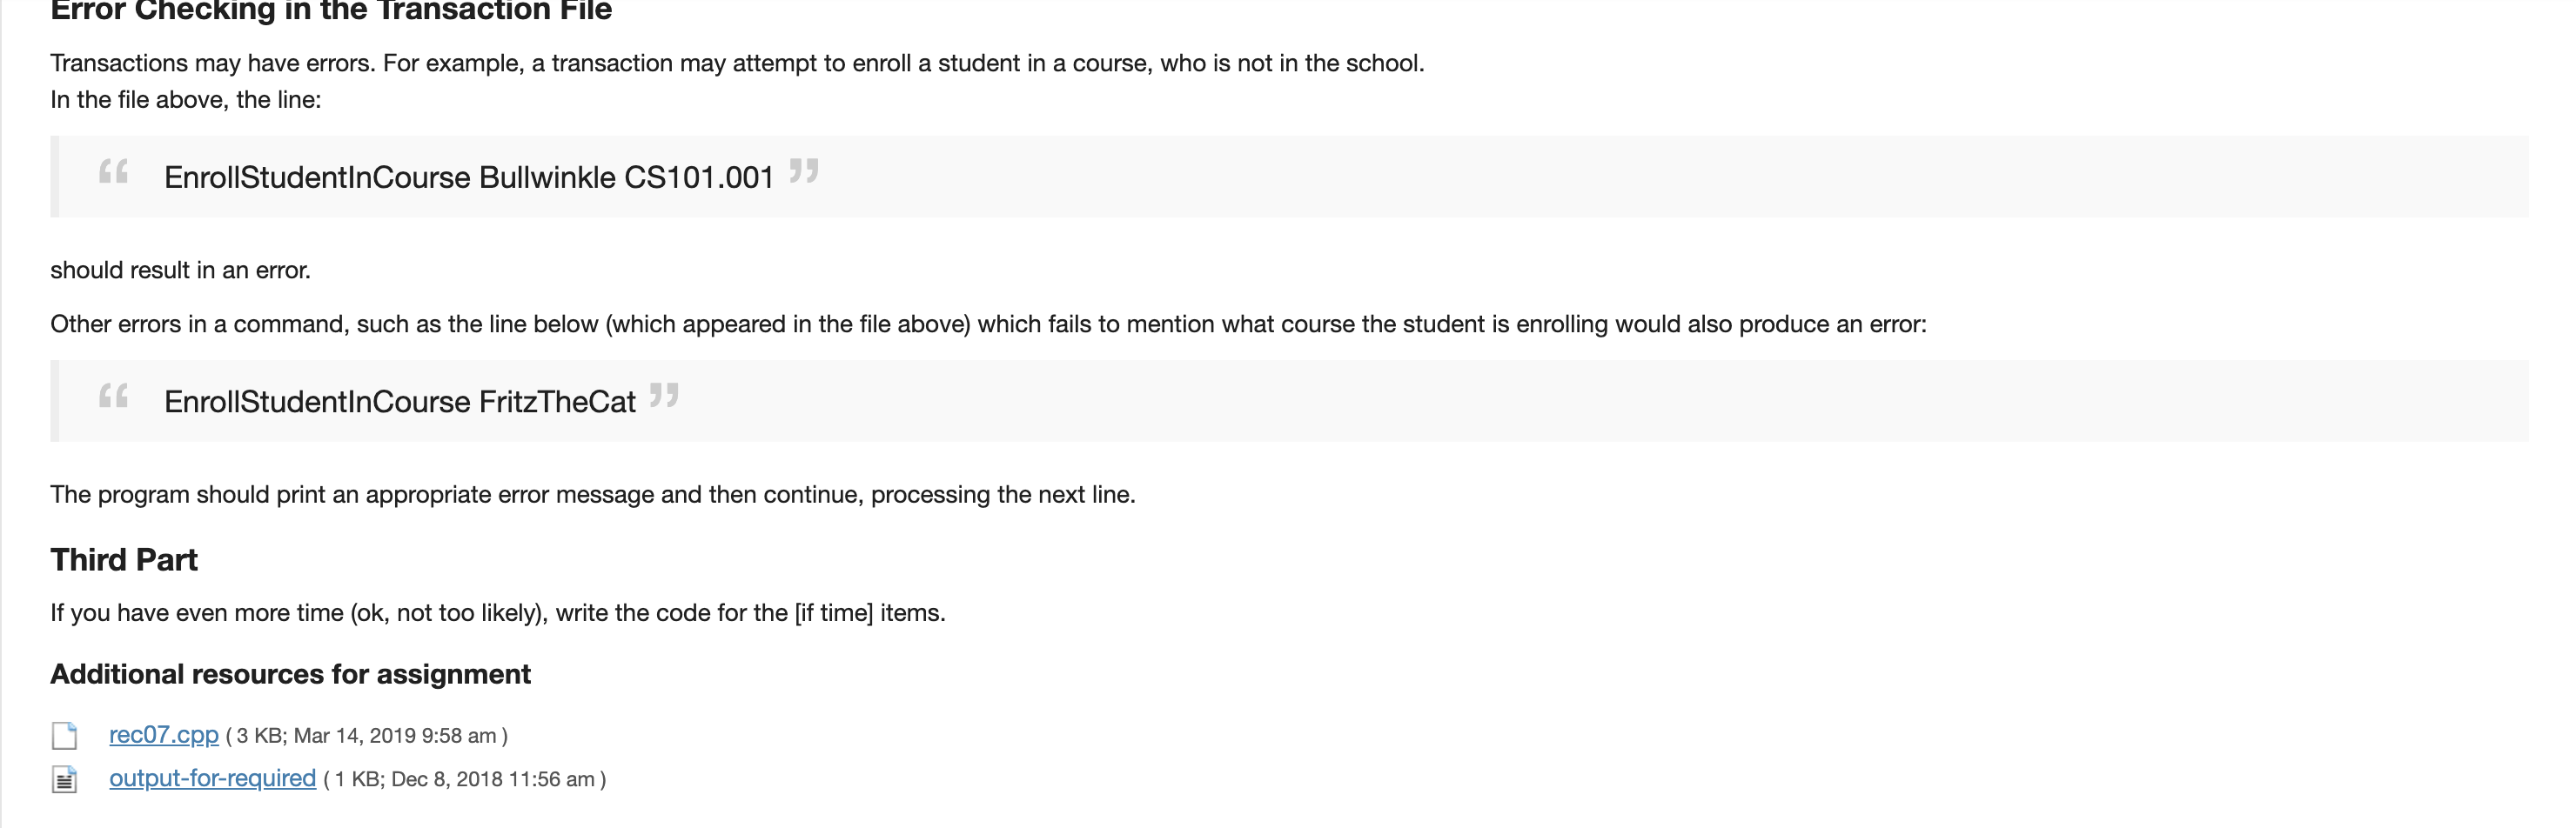 Error Checking in the Transaction File
Transactions may have errors. For example, a transaction may attempt to enroll a student in a course, who is not in the school.
In the file above, the line:
“ EnrollStudentInCourse Bullwinkle CS101.001 ”
should result in an error.
Other errors in a command, such as the line below (which appeared in the file above) which fails to mention what course the student is enrolling would also produce an error:
“ EnrollStudentInCourse FritzTheCat ”
The program should print an appropriate error message and then continue, processing the next line.
Third Part
If you have even more time (ok, not too likely), write the code for the [if time] items.
Additional resources for assignment
rec07.cpp ( 3 KB; Mar 14, 2019 9:58 am )
output-for-required ( 1 KB; Dec 8, 2018 11:56 am )